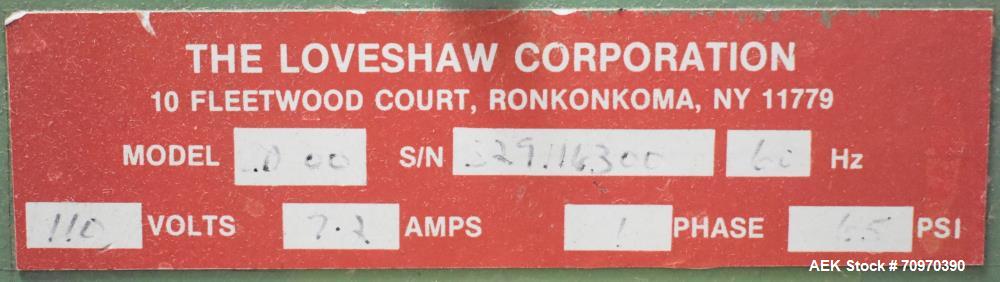 THE LOVESHAW CORPORATION
10 FLEETWOOD COURT, RONKONKOMA, NY 11779
MODEL S/N 60 Hz
110 VOLTS 7.2 AMPS 1 PHASE 65 PSI
AEK Stock # 70970390